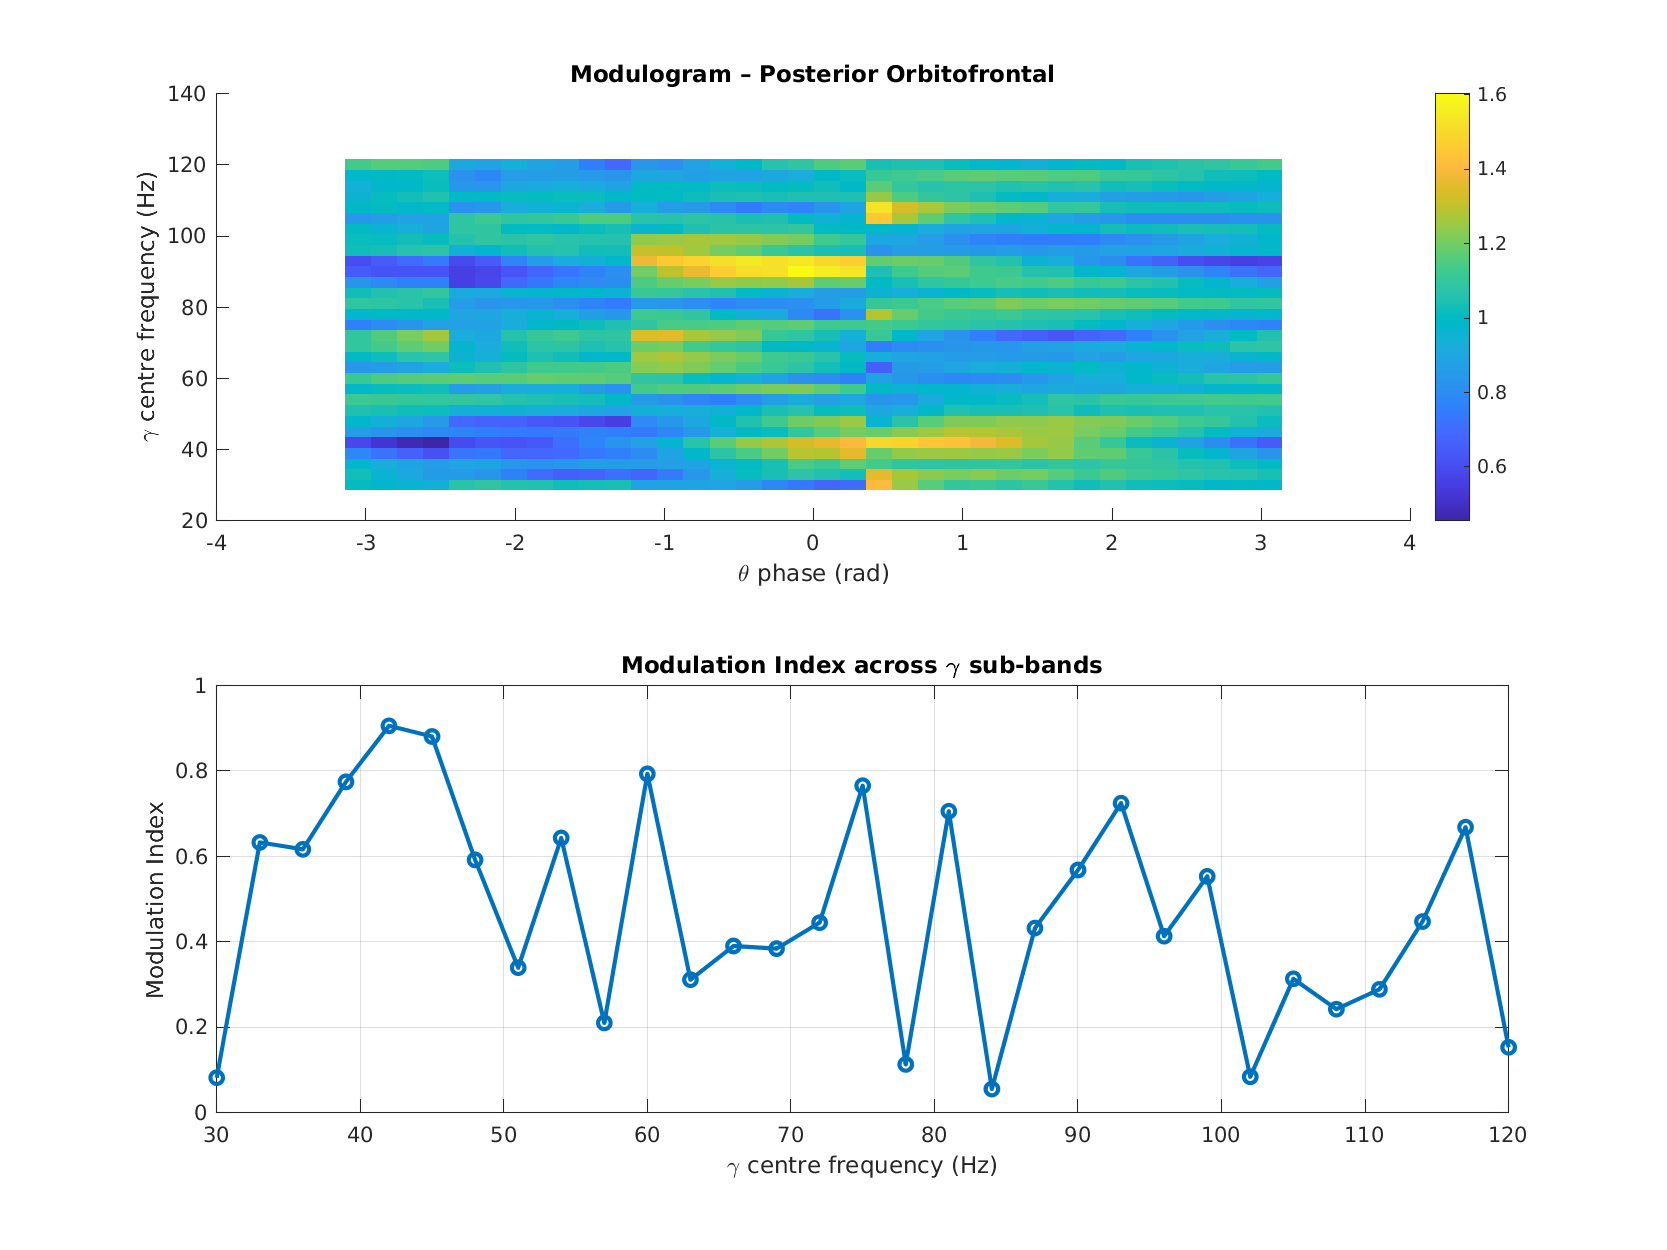 Modulogram – Posterior Orbitofrontal
γ centre frequency (Hz)
140
120
100
80
60
40
20
-4 -3 -2 -1 0 1 2 3 4
θ phase (rad)
1.6
1.4
1.2
1
0.8
0.6
Modulation Index across γ sub-bands
Modulation Index
1
0.8
0.6
0.4
0.2
0
30 40 50 60 70 80 90 100 110 120
γ centre frequency (Hz)